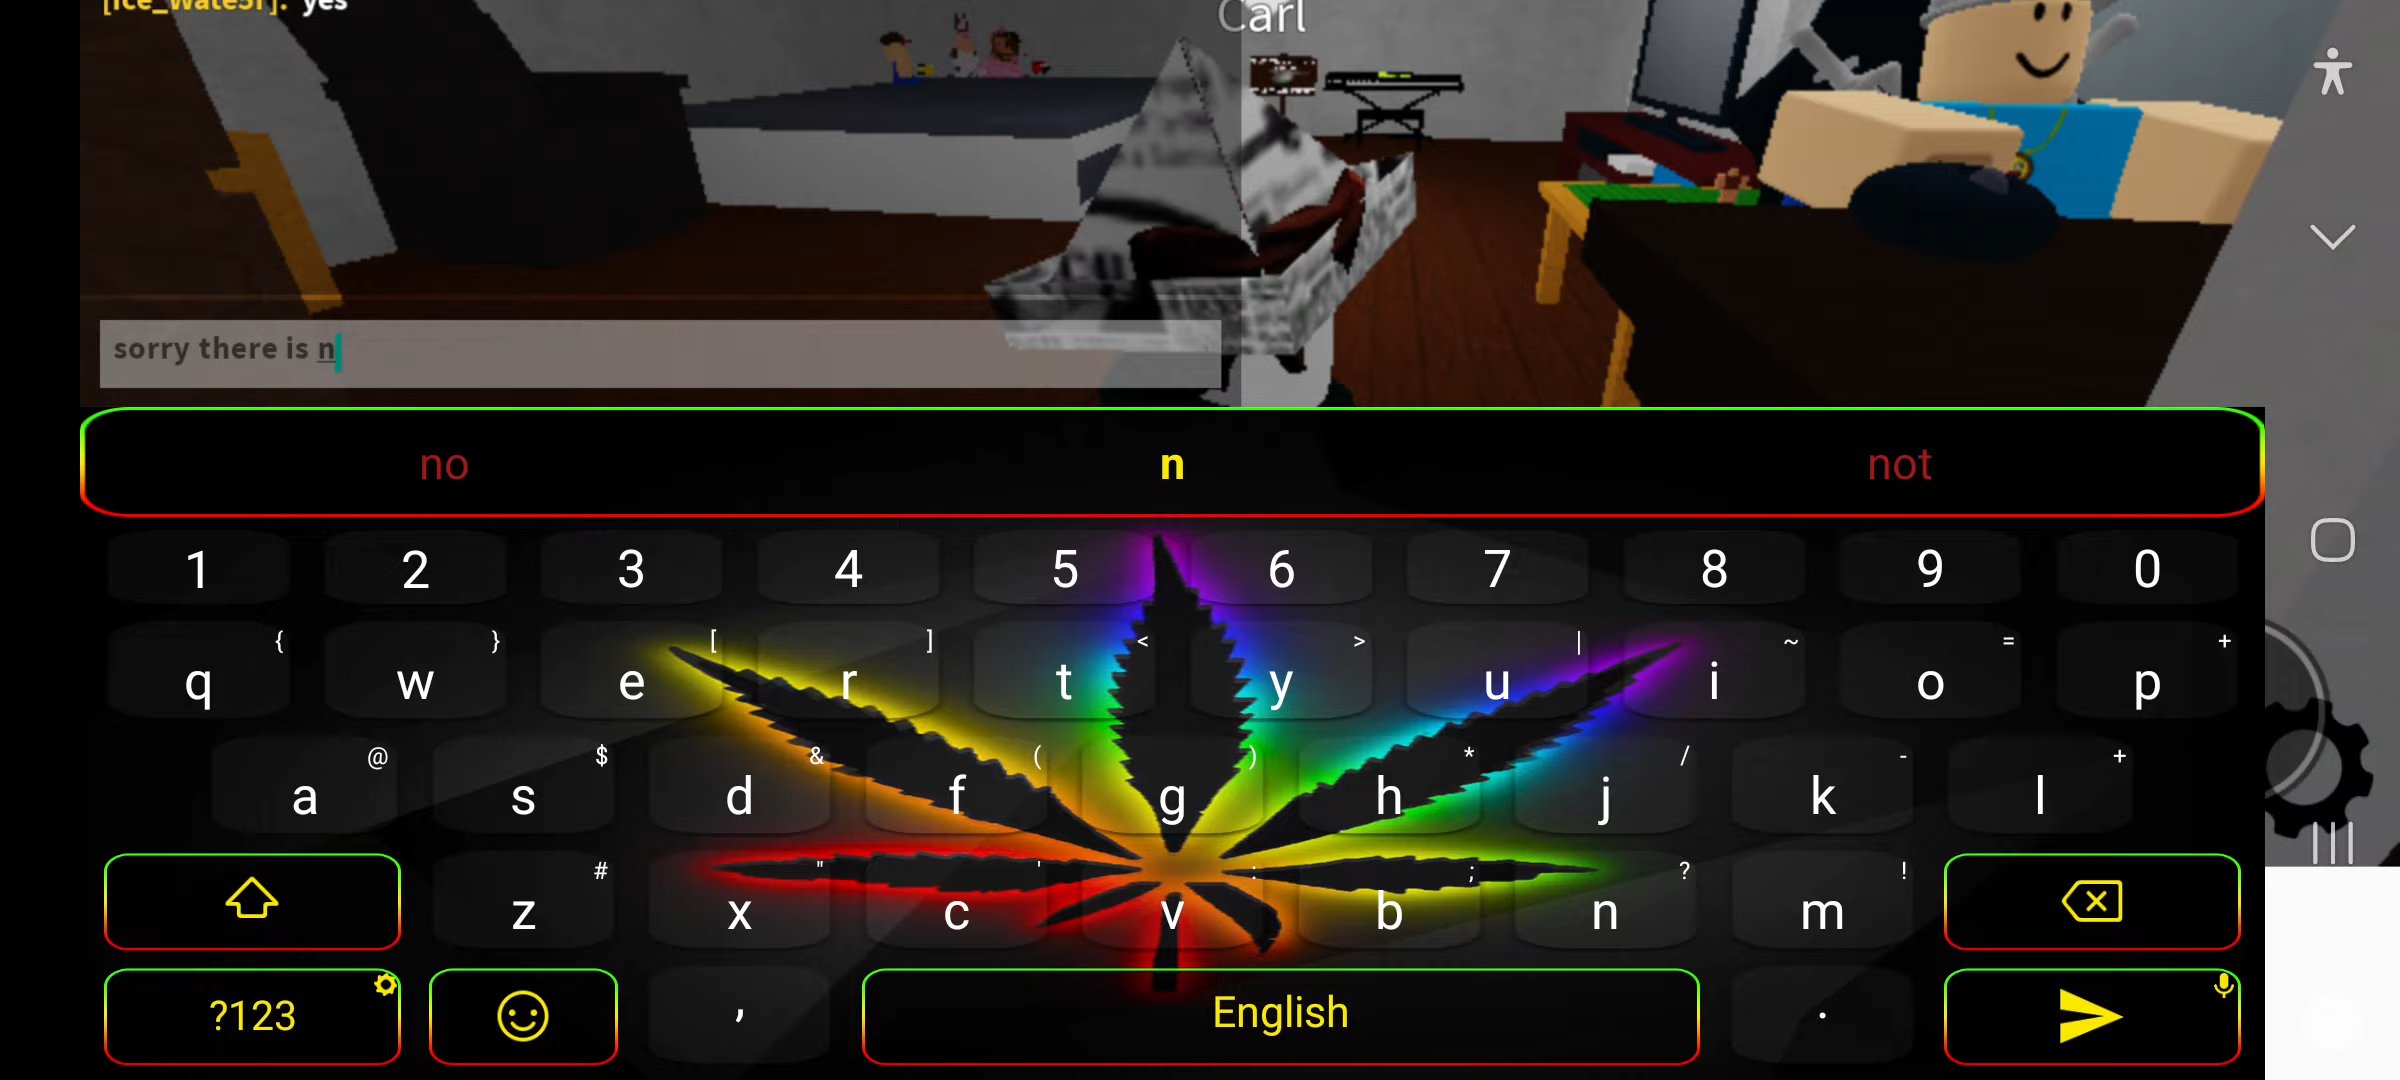 [Ice_Wate5r]: yes
Carl
sorry there is n
no n not
1 2 3 4 5 6 7 8 9 0
{ } [ ] < > | ~ = +
q w e r t y u i o p
@ $ & ( ) * / - +
a s d f g h j k l
# " ' : ; ? !
z x c v b n m
?123 , English .